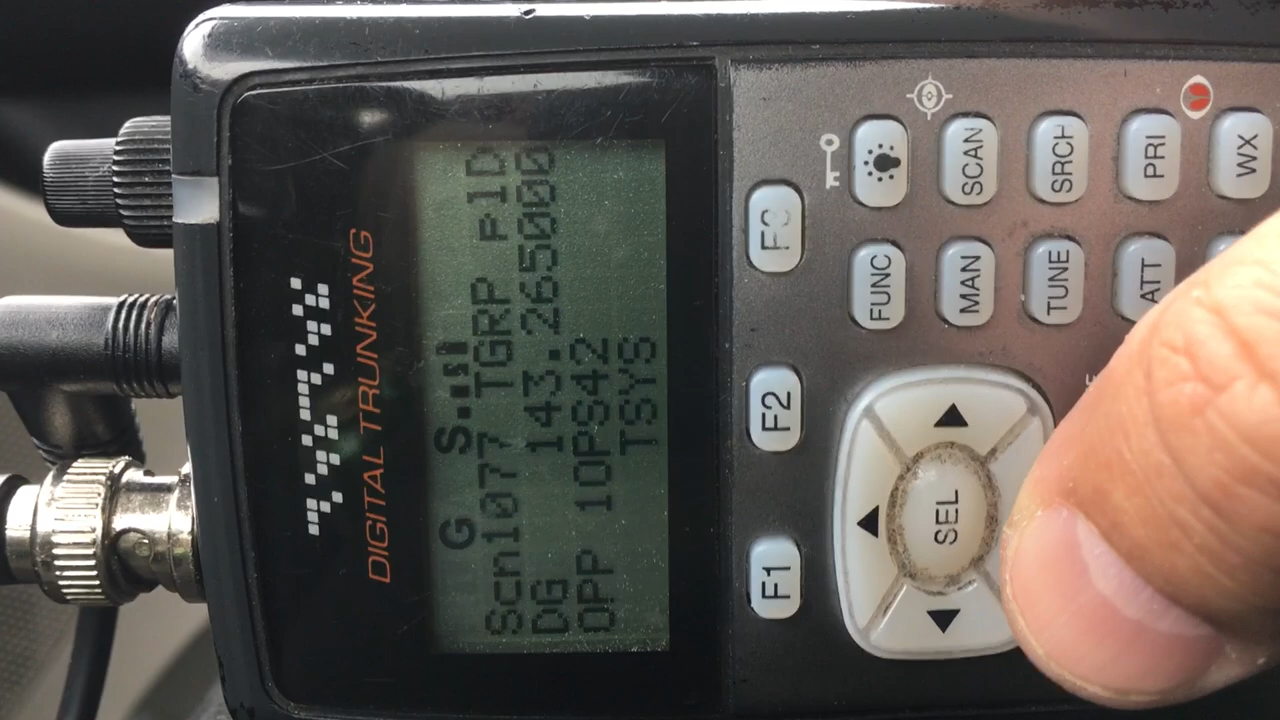 DIGITAL TRUNKING
G S
Scn1077 TGRP F1D
DG 143.265000
OPP 10PS42
TSYS
F1 F2 F3
SEL
FUNC
MAN SCAN
TUNE SRCH
ATT PRI
WX